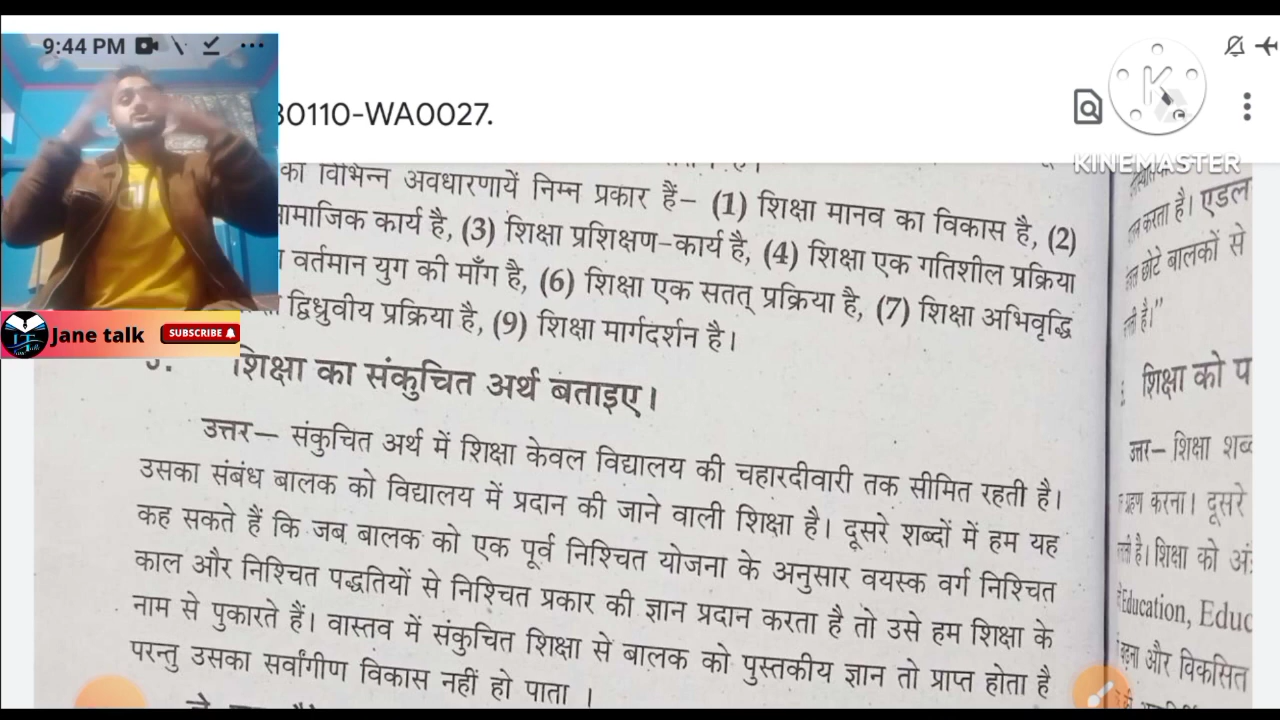 9:44 PM
30110-WA0027.
KINEMASTER
Jane talk
SUBSCRIBE
विभिन्न अवधारणायें निम्न प्रकार हैं– (1) शिक्षा मानव का विकास है, (2)
सामाजिक कार्य है, (3) शिक्षा प्रशिक्षण-कार्य है, (4) शिक्षा एक गतिशील प्रक्रिया
वर्तमान युग की माँग है, (6) शिक्षा एक सतत् प्रक्रिया है, (7) शिक्षा अभिवृद्धि
द्विध्रुवीय प्रक्रिया है, (9) शिक्षा मार्गदर्शन है।
शिक्षा का संकुचित अर्थ बताइए।
उत्तर– संकुचित अर्थ में शिक्षा केवल विद्यालय की चहारदीवारी तक सीमित रहती है।
उसका संबंध बालक को विद्यालय में प्रदान की जाने वाली शिक्षा है। दूसरे शब्दों में हम यह
कह सकते हैं कि जब बालक को एक पूर्व निश्चित योजना के अनुसार वयस्क वर्ग निश्चित
काल और निश्चित पद्धतियों से निश्चित प्रकार की ज्ञान प्रदान करता है तो उसे हम शिक्षा के
नाम से पुकारते हैं। वास्तव में संकुचित शिक्षा से बालक को पुस्तकीय ज्ञान तो प्राप्त होता है
परन्तु उसका सर्वांगीण विकास नहीं हो पाता ।
करता है। एडल
छोटे बालकों से
है।”
शिक्षा को प
उत्तर– शिक्षा शब्
ग्रहण करना। दूसरे
है। शिक्षा को अं
Education, Educ
और विकसित